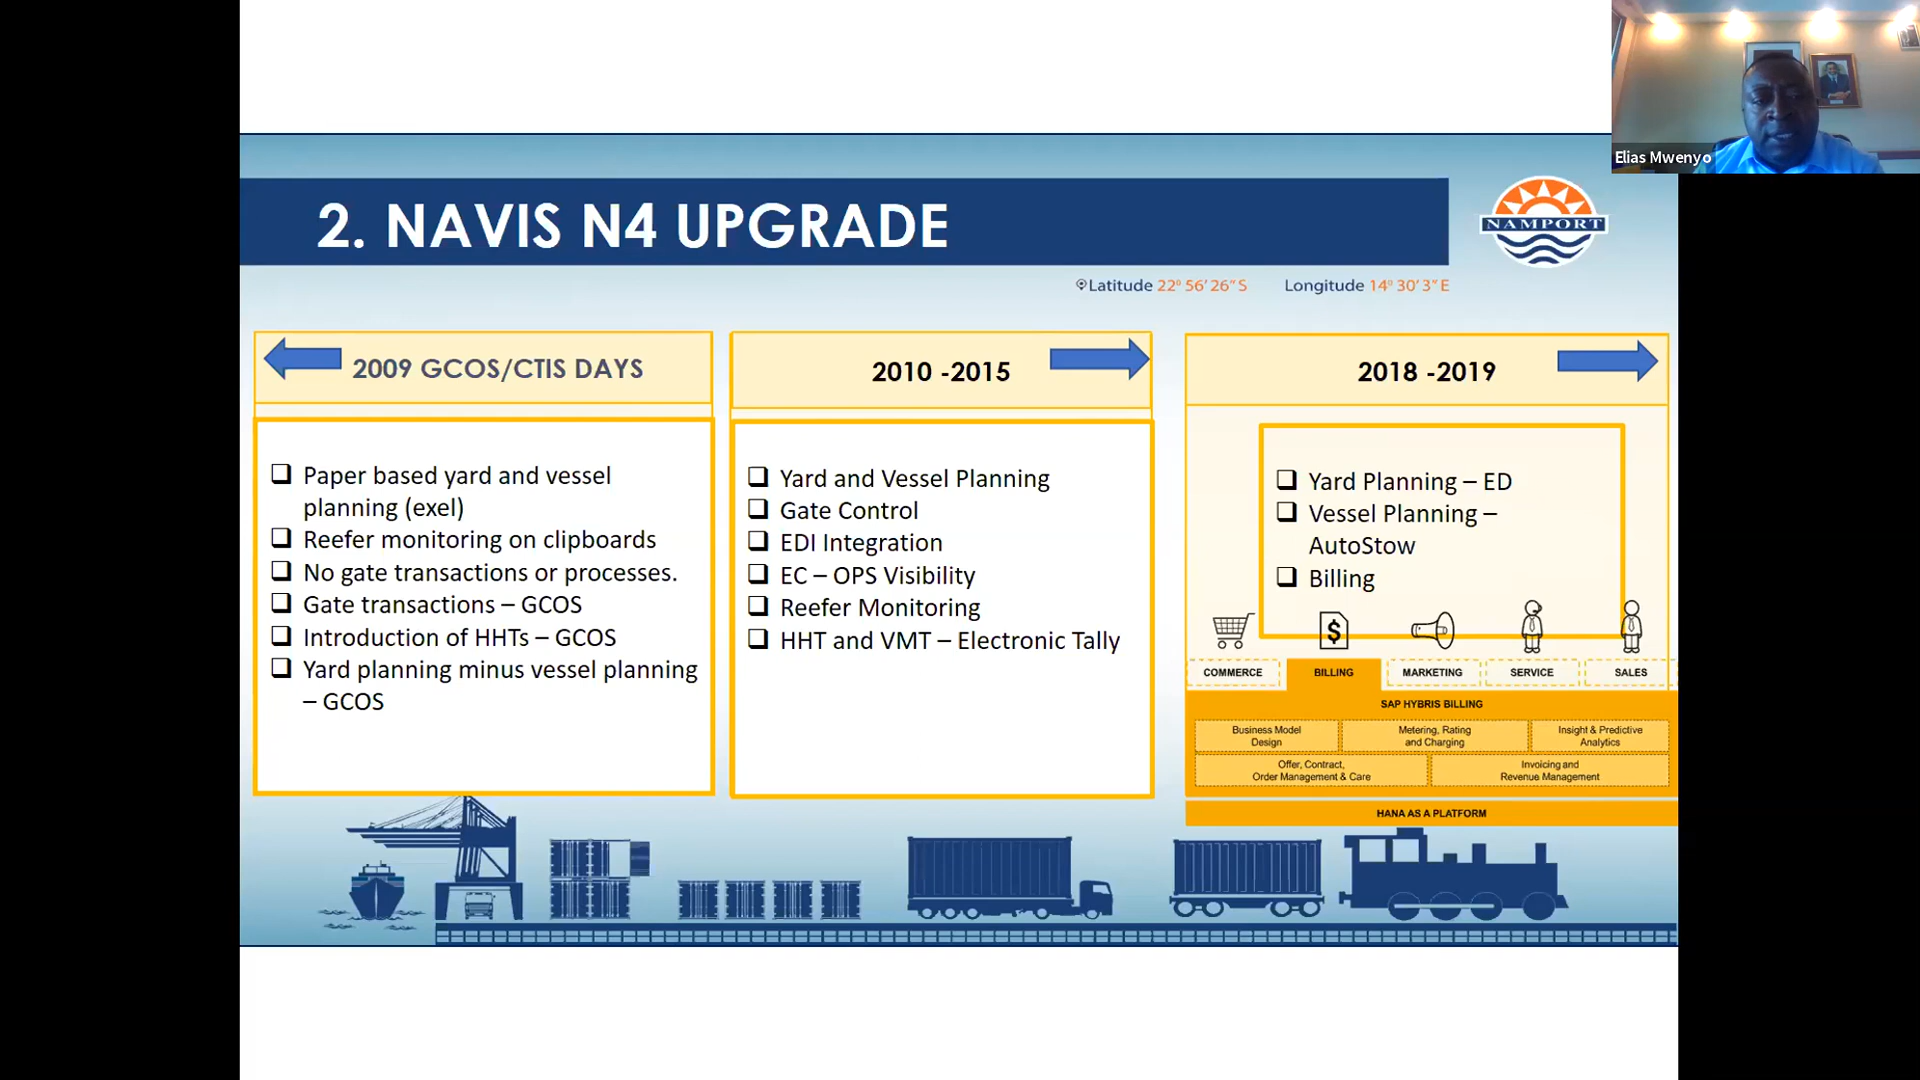 Elias Mwenyo
2. NAVIS N4 UPGRADE
NAMPORT
Latitude 22° 56' 26" S Longitude 14° 30' 3" E
2009 GCOS/CTIS DAYS
Paper based yard and vessel
planning (exel)
Reefer monitoring on clipboards
No gate transactions or processes.
Gate transactions – GCOS
Introduction of HHTs – GCOS
Yard planning minus vessel planning
– GCOS
2010 -2015
Yard and Vessel Planning
Gate Control
EDI Integration
EC – OPS Visibility
Reefer Monitoring
HHT and VMT – Electronic Tally
2018 -2019
Yard Planning – ED
Vessel Planning –
AutoStow
Billing
$
COMMERCE BILLING MARKETING SERVICE SALES
SAP HYBRIS BILLING
Business Model
Design
Metering, Rating
and Charging
Insight & Predictive
Analytics
Offer, Contract,
Order Management & Care
Invoicing and
Revenue Management
HANA AS A PLATFORM